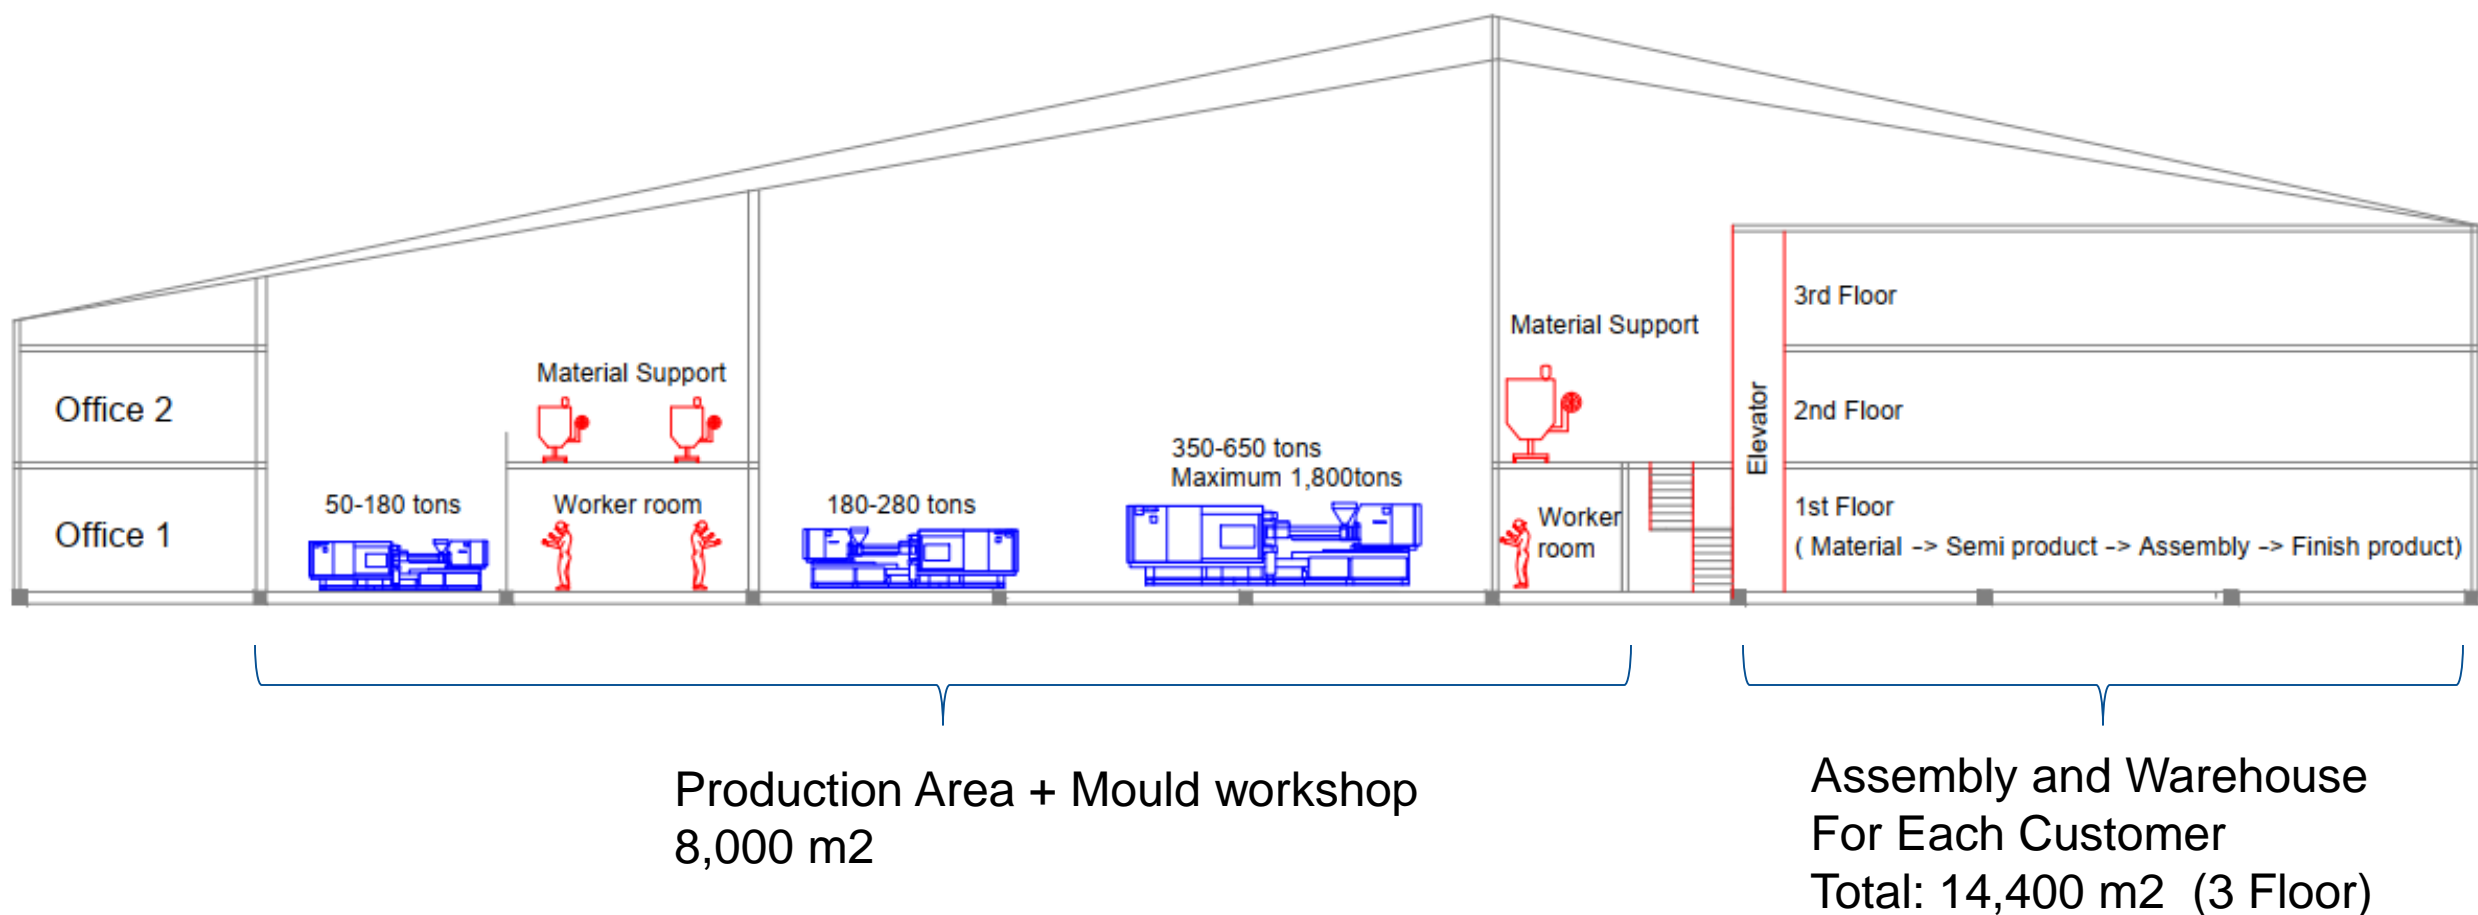 Office 2
Office 1
50-180 tons
Material Support
Worker room
180-280 tons
350-650 tons
Maximum 1,800tons
Material Support
Worker
room
Elevator
3rd Floor
2nd Floor
1st Floor
( Material -> Semi product -> Assembly -> Finish product)
Production Area + Mould workshop
8,000 m2
Assembly and Warehouse
For Each Customer
Total: 14,400 m2 (3 Floor)